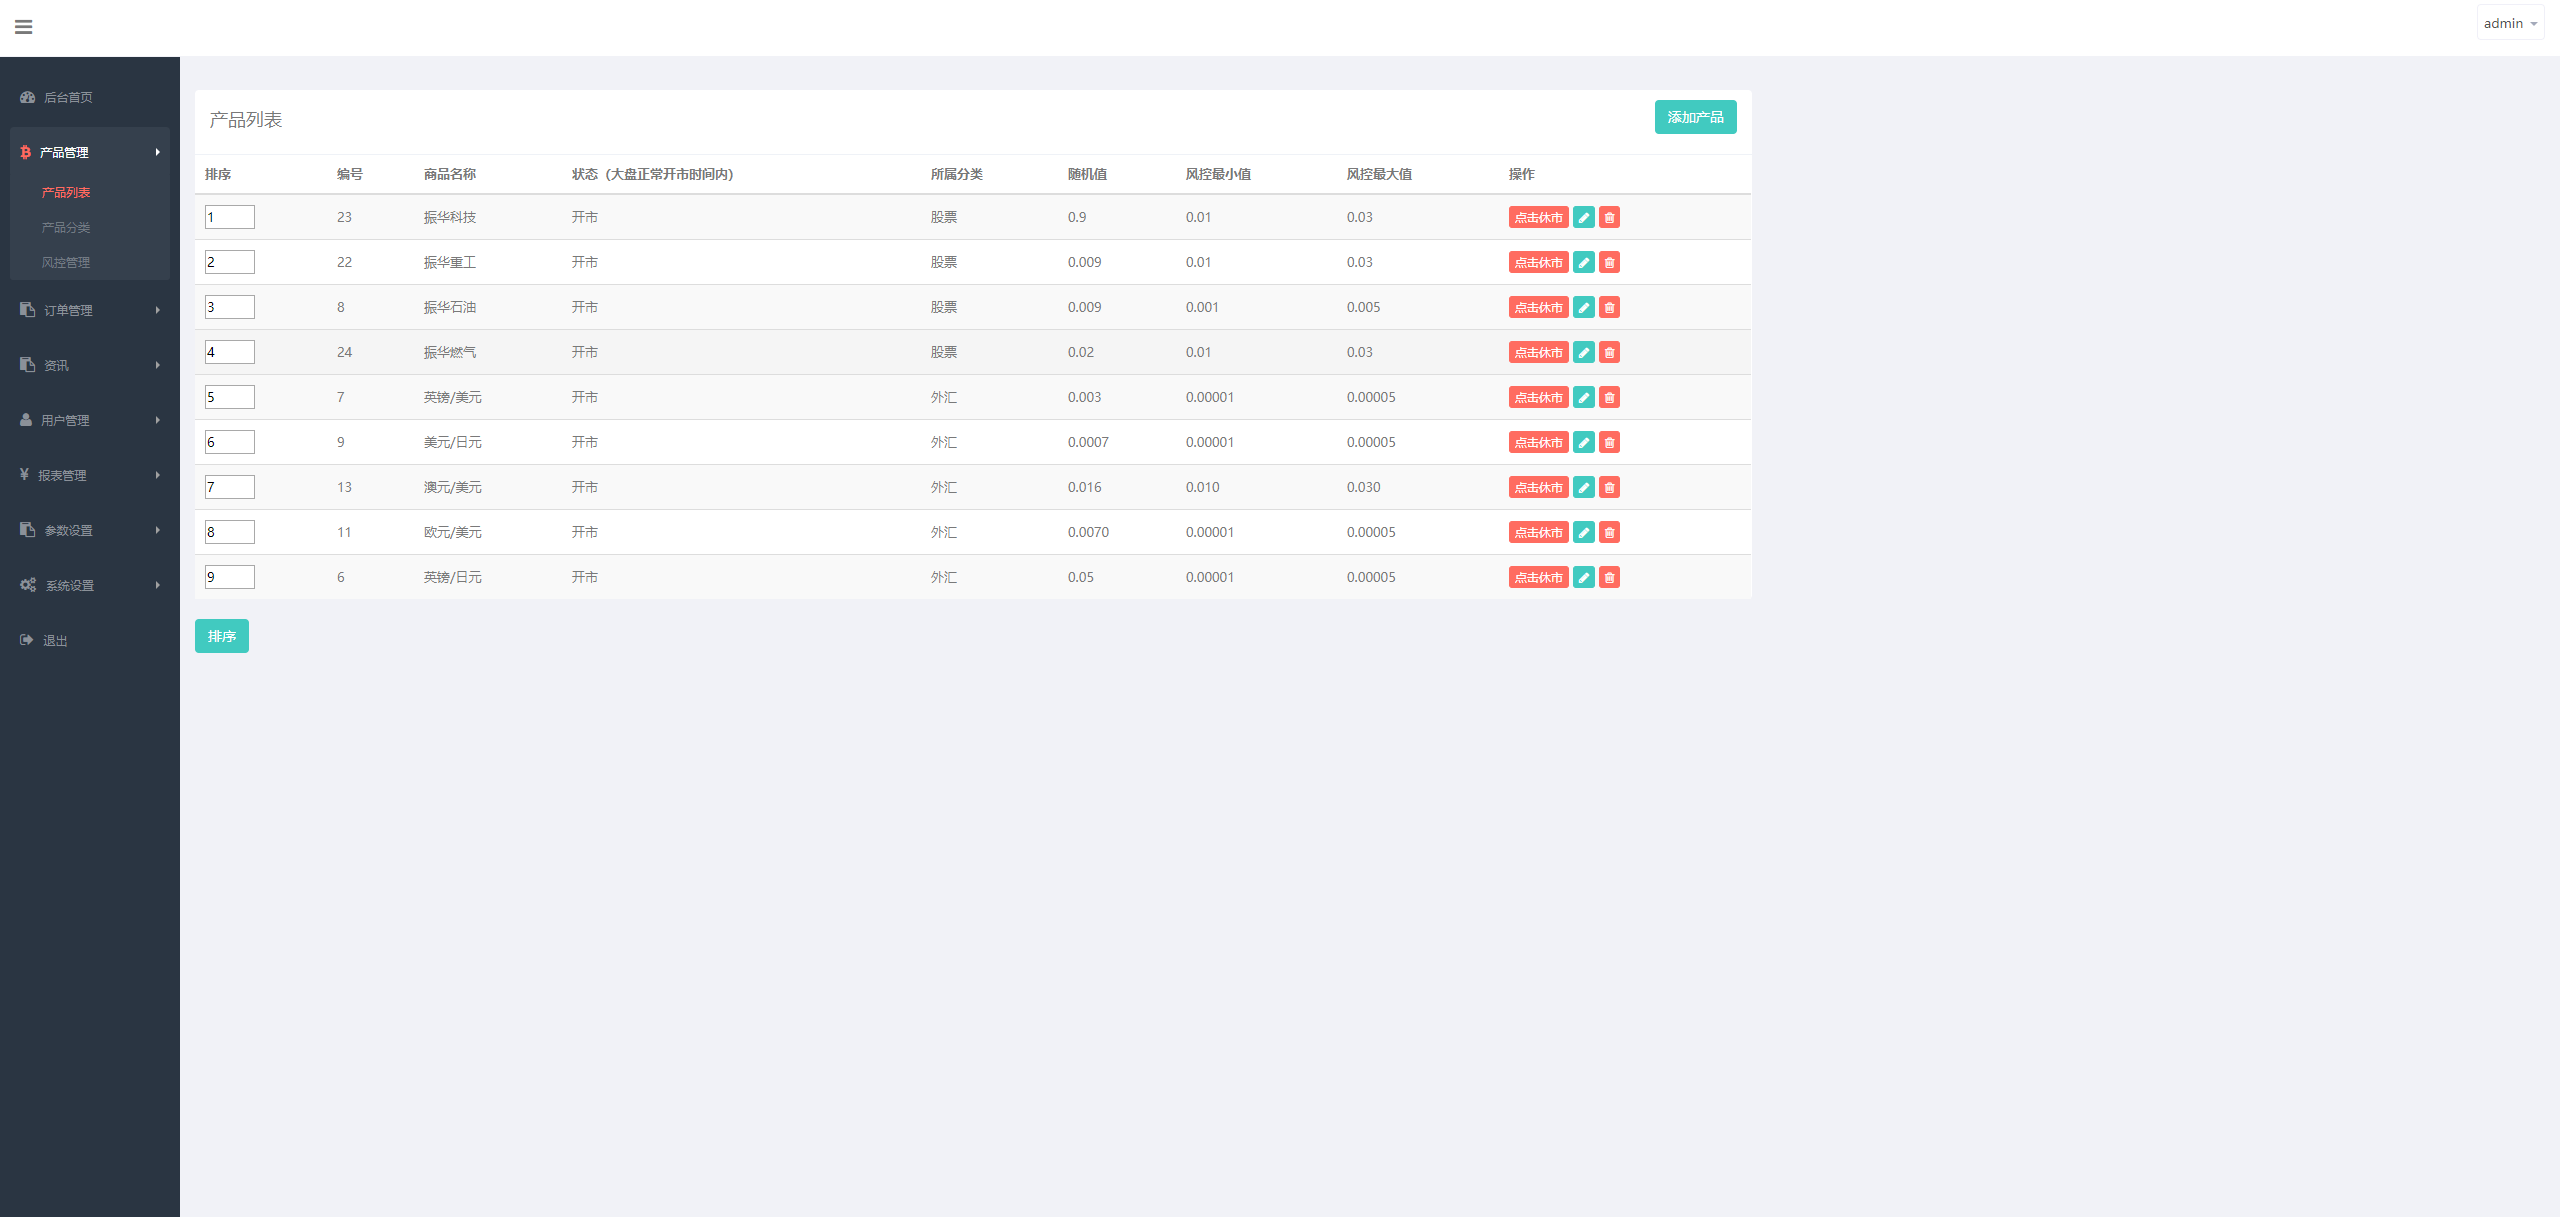 admin
后台首页
产品管理
产品列表
产品分类
风控管理
订单管理
资讯
用户管理
¥ 报表管理
参数设置
系统设置
退出
产品列表 添加产品
排序 编号 商品名称 状态（大盘正常开市时间内） 所属分类 随机值 风控最小值 风控最大值 操作
1 23 振华科技 开市 股票 0.9 0.01 0.03 点击休市
2 22 振华重工 开市 股票 0.009 0.01 0.03 点击休市
3 8 振华石油 开市 股票 0.009 0.001 0.005 点击休市
4 24 振华燃气 开市 股票 0.02 0.01 0.03 点击休市
5 7 英镑/美元 开市 外汇 0.003 0.00001 0.00005 点击休市
6 9 美元/日元 开市 外汇 0.0007 0.00001 0.00005 点击休市
7 13 澳元/美元 开市 外汇 0.016 0.010 0.030 点击休市
8 11 欧元/美元 开市 外汇 0.0070 0.00001 0.00005 点击休市
9 6 英镑/日元 开市 外汇 0.05 0.00001 0.00005 点击休市
排序